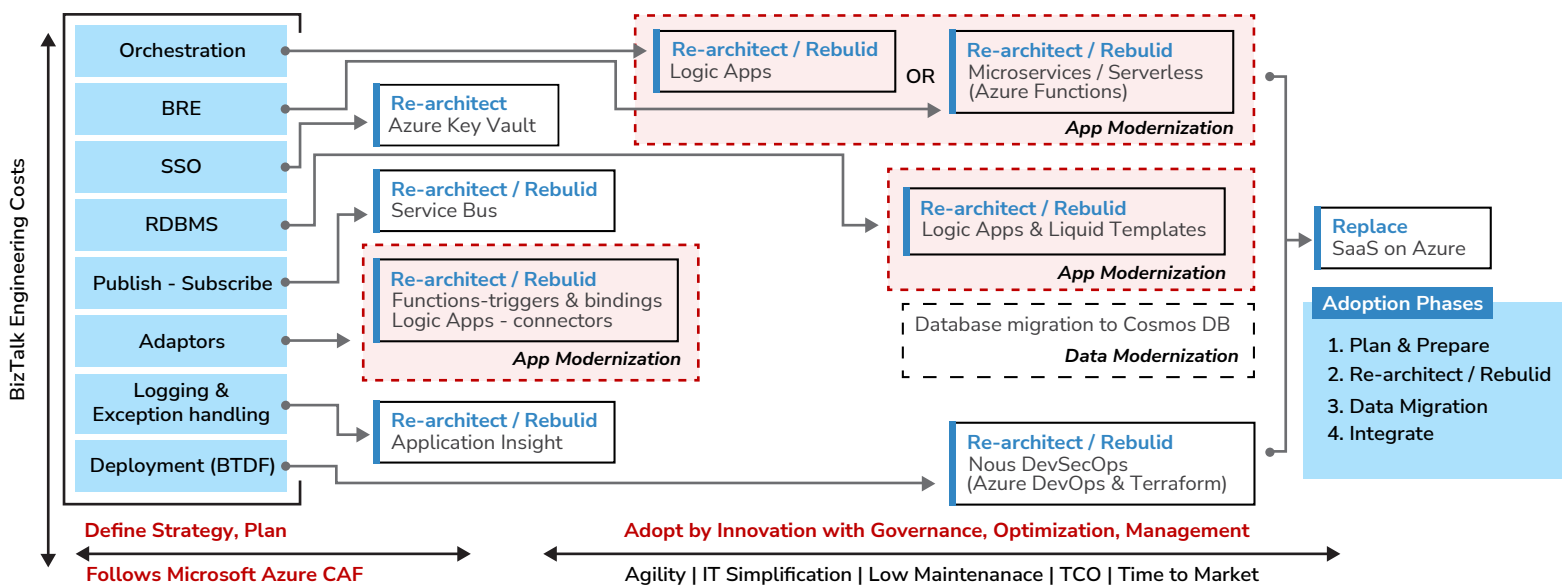 BizTalk Engineering Costs
Orchestration
BRE
SSO
RDBMS
Publish - Subscribe
Adaptors
Logging &
Exception handling
Deployment (BTDF)
Re-architect
Azure Key Vault
Re-architect / Rebulid
Service Bus
Re-architect / Rebulid
Functions-triggers & bindings
Logic Apps - connectors
App Modernization
Re-architect / Rebulid
Application Insight
Re-architect / Rebulid
Logic Apps
OR
Re-architect / Rebulid
Microservices / Serverless
(Azure Functions)
App Modernization
Re-architect / Rebulid
Logic Apps & Liquid Templates
App Modernization
Database migration to Cosmos DB
Data Modernization
Re-architect / Rebulid
Nous DevSecOps
(Azure DevOps & Terraform)
Replace
SaaS on Azure
Adoption Phases
1. Plan & Prepare
2. Re-architect / Rebulid
3. Data Migration
4. Integrate
Define Strategy, Plan
Follows Microsoft Azure CAF
Adopt by Innovation with Governance, Optimization, Management
Agility | IT Simplification | Low Maintenanace | TCO | Time to Market